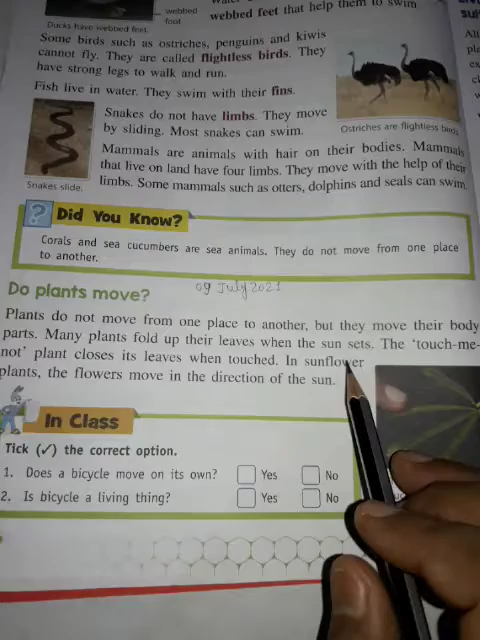 webbed
foot
webbed feet that help them to swim
Ducks have webbed feet.
Some birds such as ostriches, penguins and kiwis
cannot fly. They are called flightless birds. They
have strong legs to walk and run.
Fish live in water. They swim with their fins.
Snakes do not have limbs. They move
by sliding. Most snakes can swim.
Ostriches are flightless birds
Mammals are animals with hair on their bodies. Mammals
that live on land have four limbs. They move with the help of their
limbs. Some mammals such as otters, dolphins and seals can swim.
Snakes slide.
? Did You Know?
Corals and sea cucumbers are sea animals. They do not move from one place
to another.
Do plants move?
09 July 2021
Plants do not move from one place to another, but they move their body
parts. Many plants fold up their leaves when the sun sets. The ‘touch-me-
not’ plant closes its leaves when touched. In sunflower
plants, the flowers move in the direction of the sun.
In Class
Tick (✓) the correct option.
1. Does a bicycle move on its own? Yes No
2. Is bicycle a living thing? Yes No